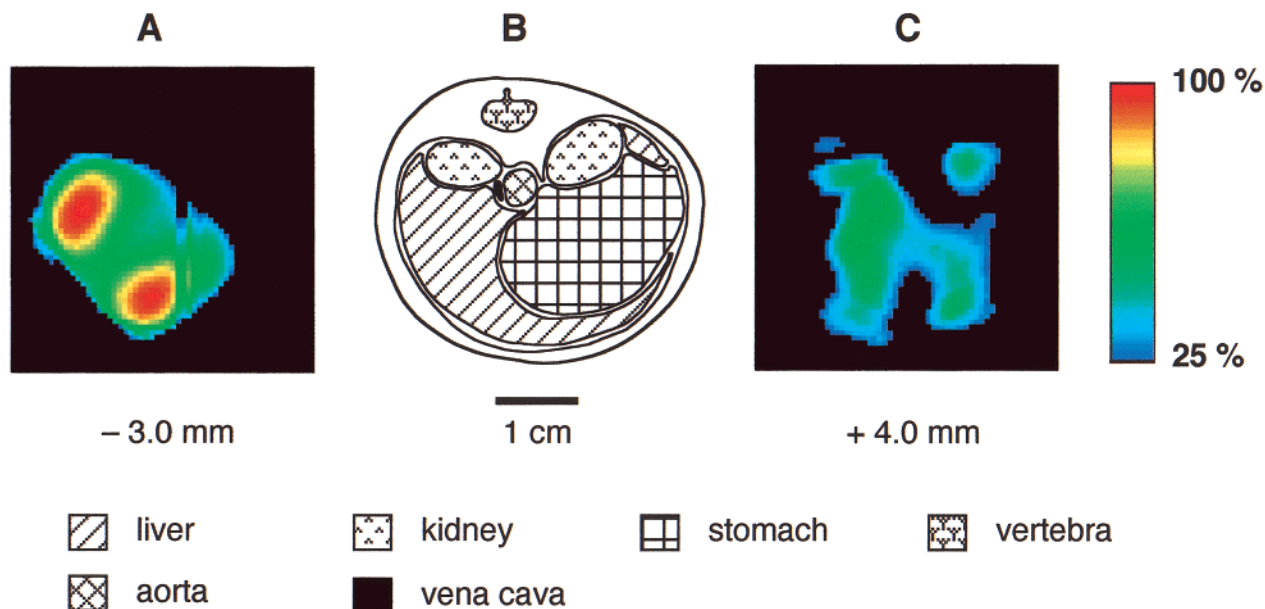 A B C
100 %
25 %
– 3.0 mm 1 cm + 4.0 mm
liver kidney stomach vertebra
aorta vena cava